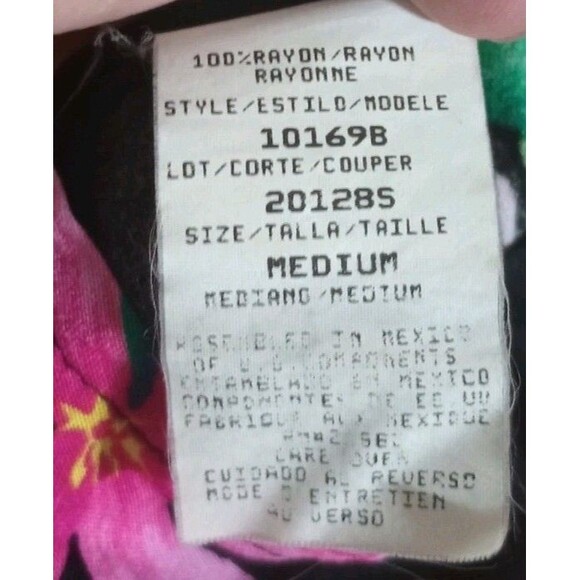 100% RAYON/RAYON
RAYONNE
STYLE/ESTILO/MODELE
10169B
LOT/CORTE/COUPER
20128S
SIZE/TALLA/TAILLE
MEDIUM
MEDIANO/MEDIUM
ASSEMBLED IN MEXICO
OF U.S. COMPONENTS
ENSAMBLADO EN MEXICO
COMPONENTES DE EE UU
FABRIQUE AU MEXIQUE
CARE OVER
CUIDADO AL REVERSO
MODE D ENTRETIEN
AU VERSO